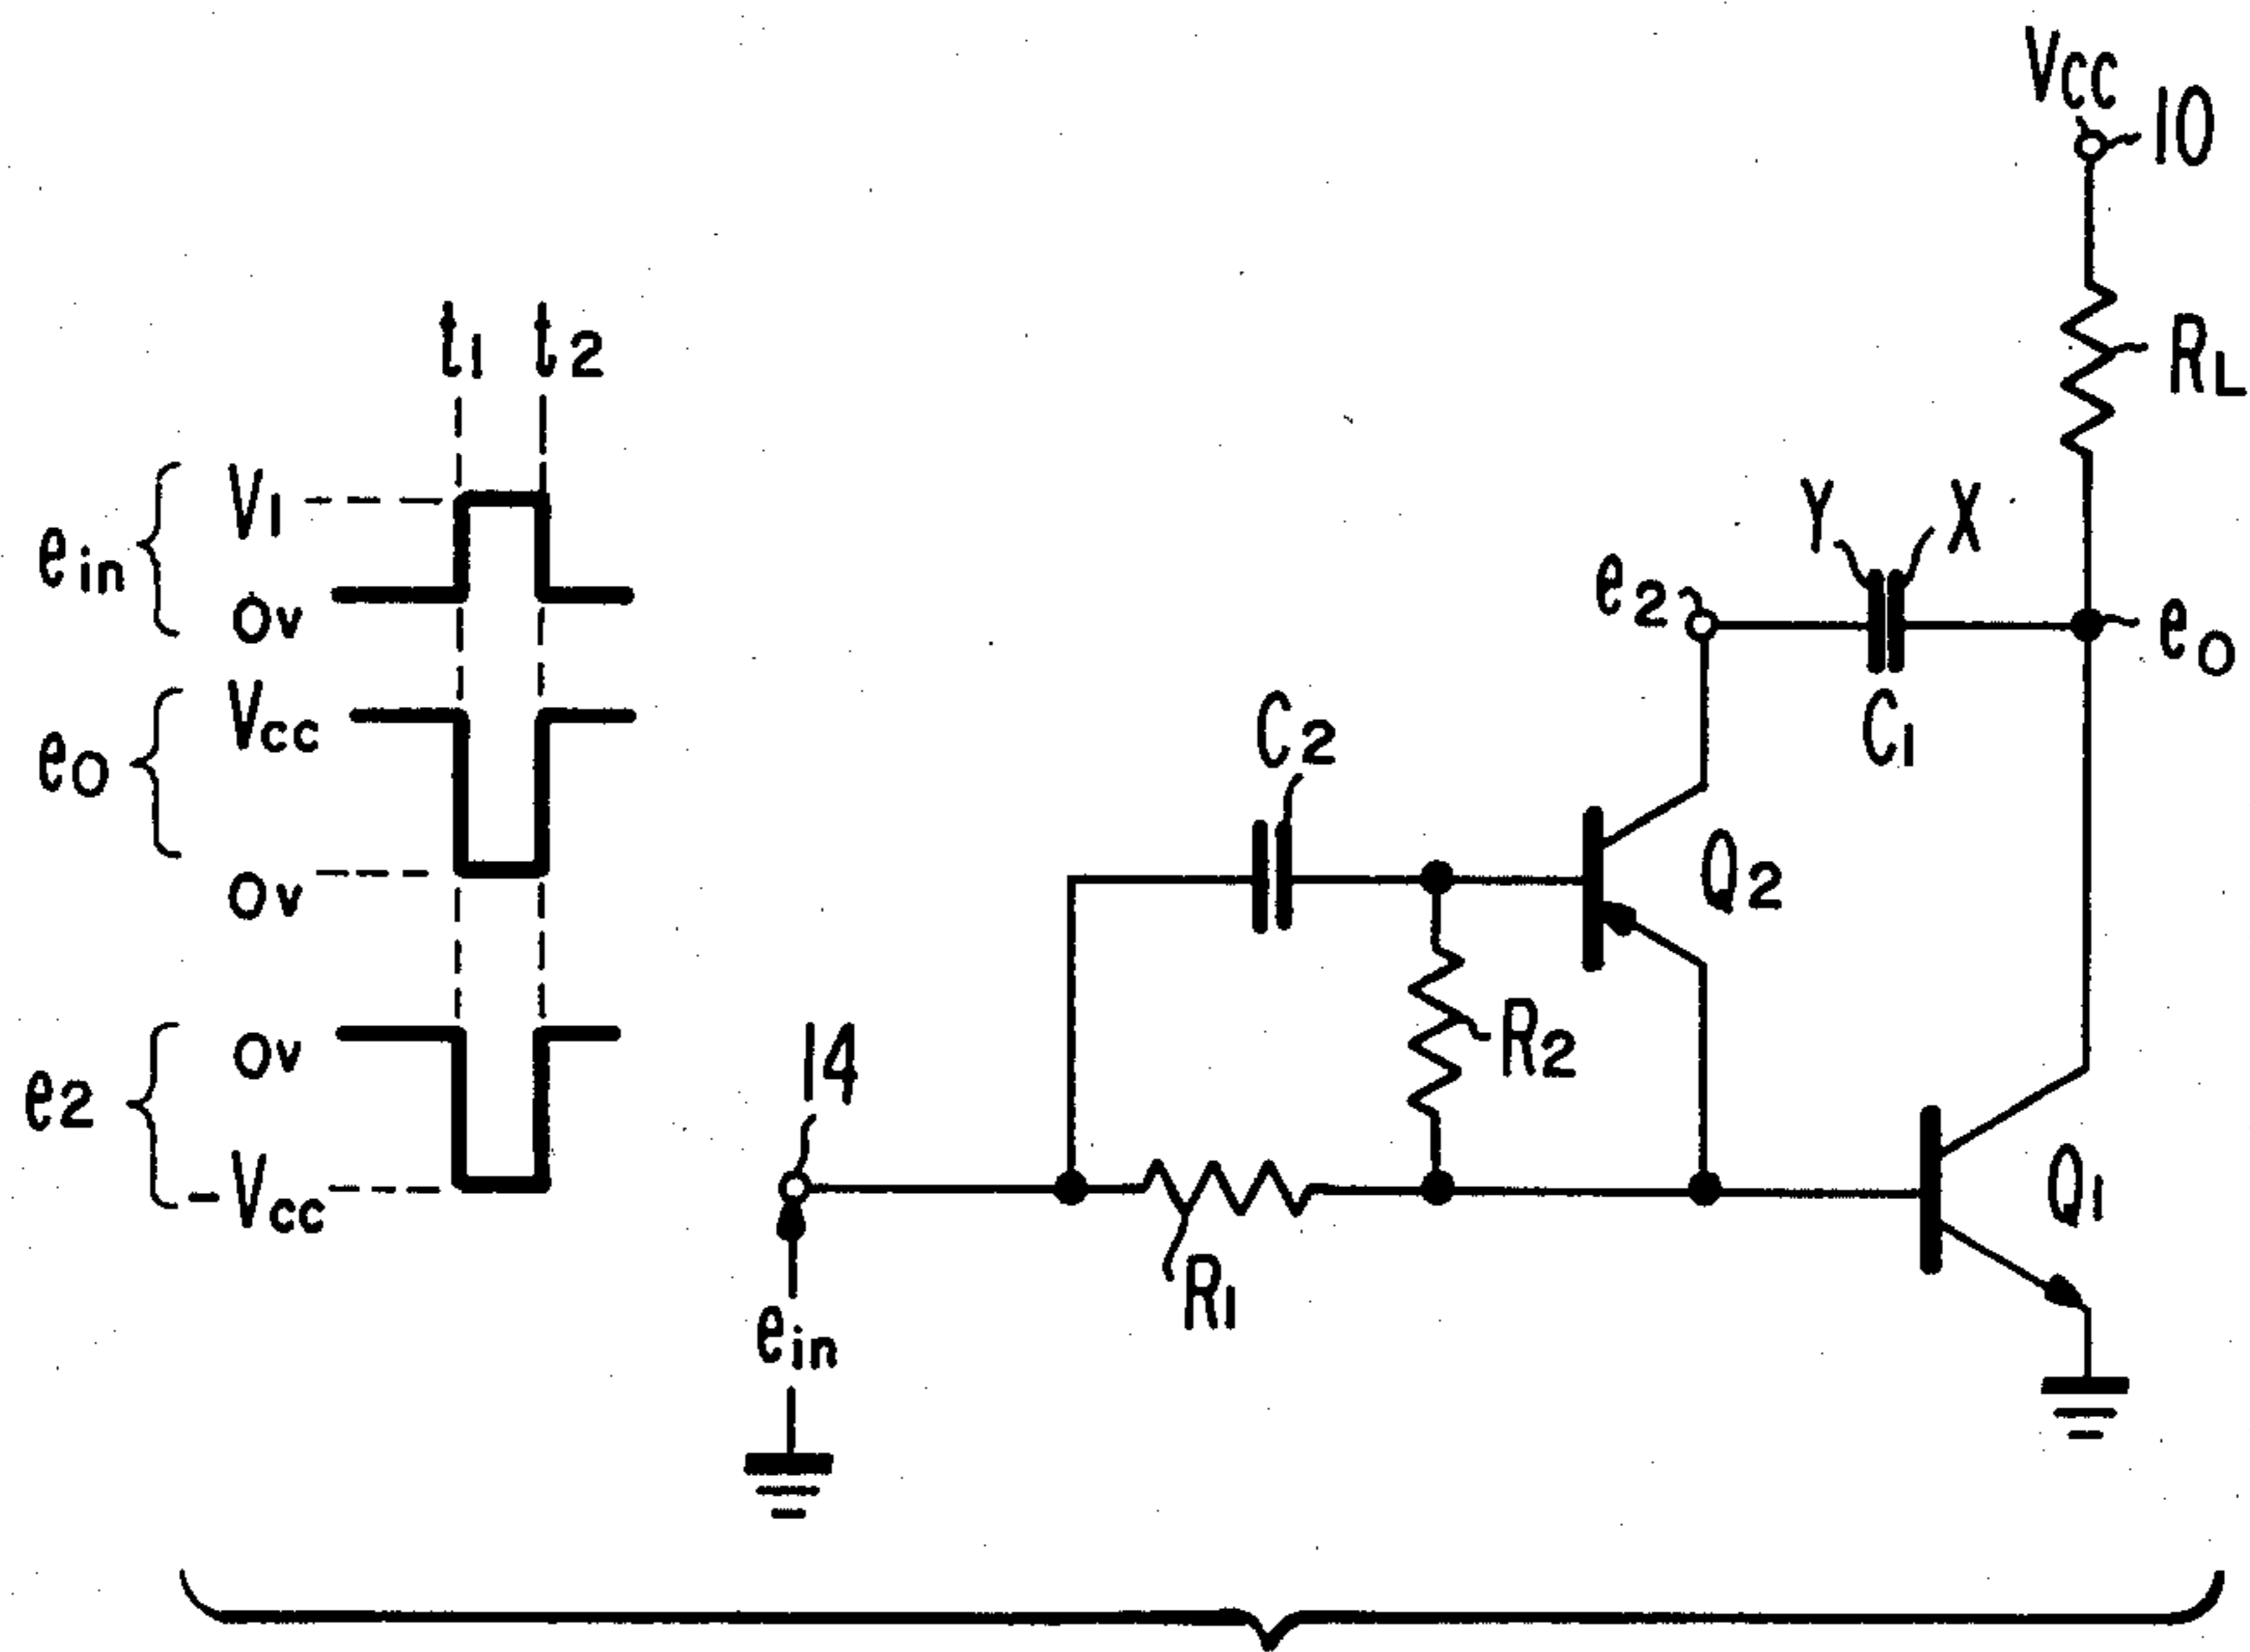 t1 t2
ein
V1
0v
eo
Vcc
0v
e2
0v
-Vcc
14
ein
R1
C2
R2
Q2
e2
Y
X
C1
Vcc
10
RL
eo
Q1